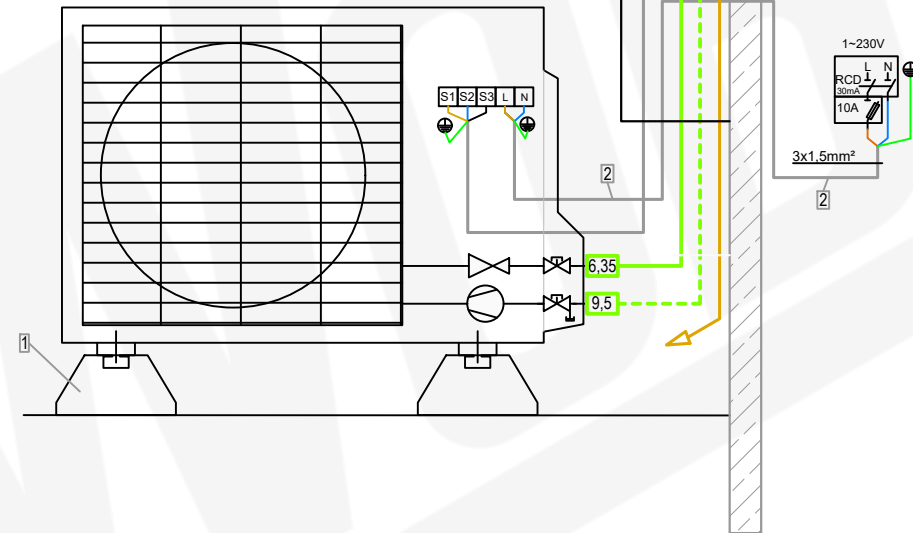 1~230V
L N
RCD
30mA
10A
S1 S2 S3 L N
3x1,5mm²
2
2
6,35
9,5
1